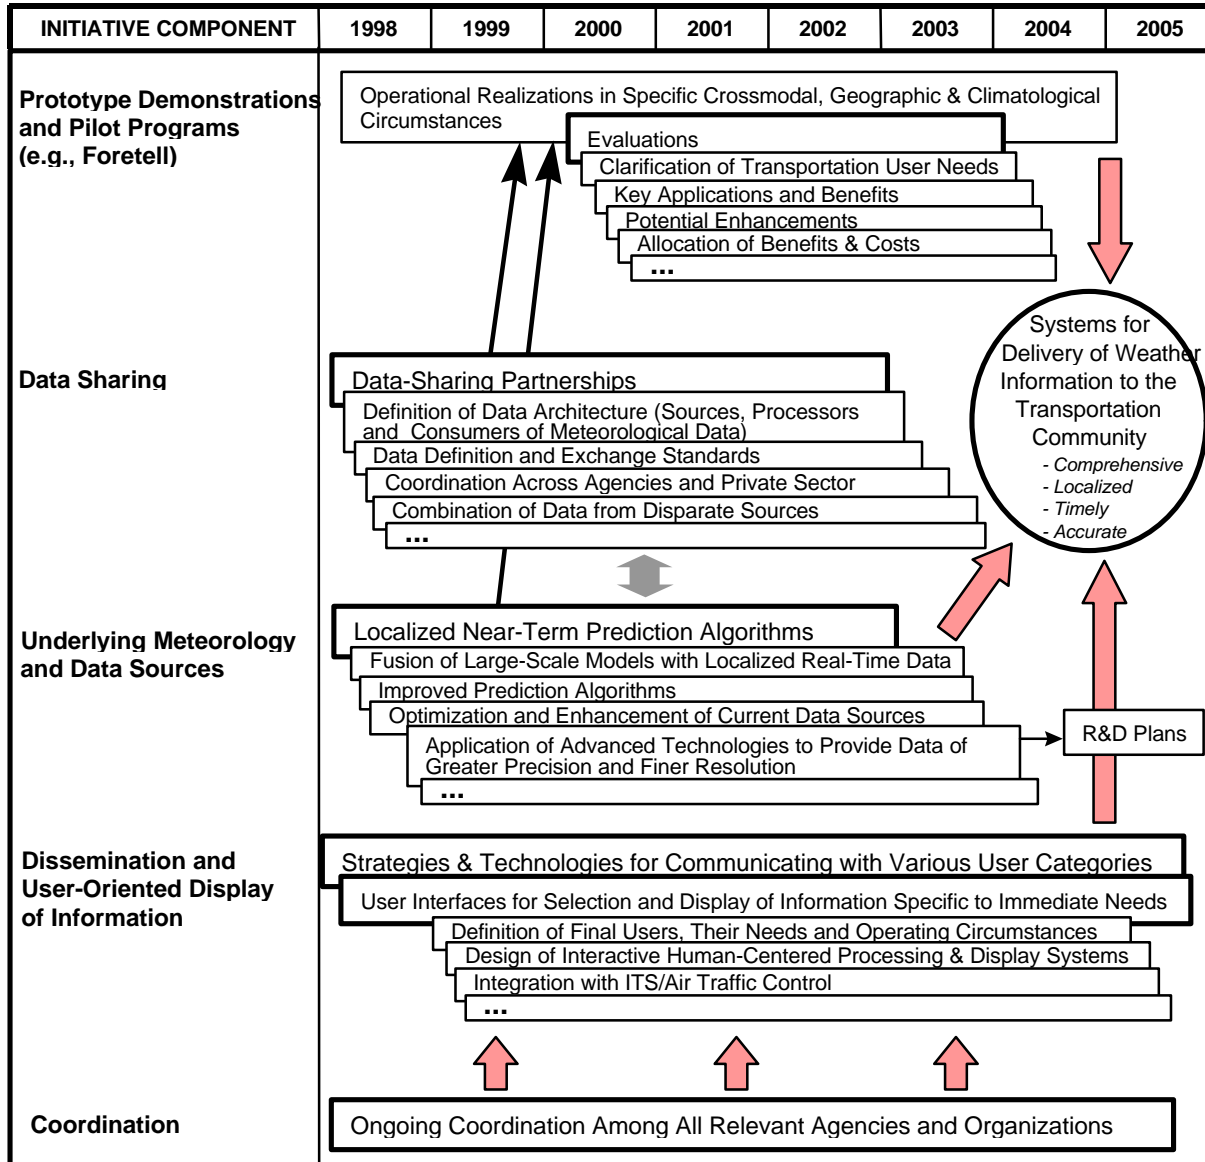 INITIATIVE COMPONENT 1998 1999 2000 2001 2002 2003 2004 2005
Prototype Demonstrations
and Pilot Programs
(e.g., Foretell)
Operational Realizations in Specific Crossmodal, Geographic & Climatological
Circumstances
Evaluations
Clarification of Transportation User Needs
Key Applications and Benefits
Potential Enhancements
Allocation of Benefits & Costs
...
Systems for
Delivery of Weather
Information to the
Transportation
Community
- Comprehensive
- Localized
- Timely
- Accurate
Data Sharing
Data-Sharing Partnerships
Definition of Data Architecture (Sources, Processors
and Consumers of Meteorological Data)
Data Definition and Exchange Standards
Coordination Across Agencies and Private Sector
Combination of Data from Disparate Sources
...
Underlying Meteorology
and Data Sources
Localized Near-Term Prediction Algorithms
Fusion of Large-Scale Models with Localized Real-Time Data
Improved Prediction Algorithms
Optimization and Enhancement of Current Data Sources
Application of Advanced Technologies to Provide Data of
Greater Precision and Finer Resolution
...
R&D Plans
Dissemination and
User-Oriented Display
of Information
Strategies & Technologies for Communicating with Various User Categories
User Interfaces for Selection and Display of Information Specific to Immediate Needs
Definition of Final Users, Their Needs and Operating Circumstances
Design of Interactive Human-Centered Processing & Display Systems
Integration with ITS/Air Traffic Control
...
Coordination
Ongoing Coordination Among All Relevant Agencies and Organizations